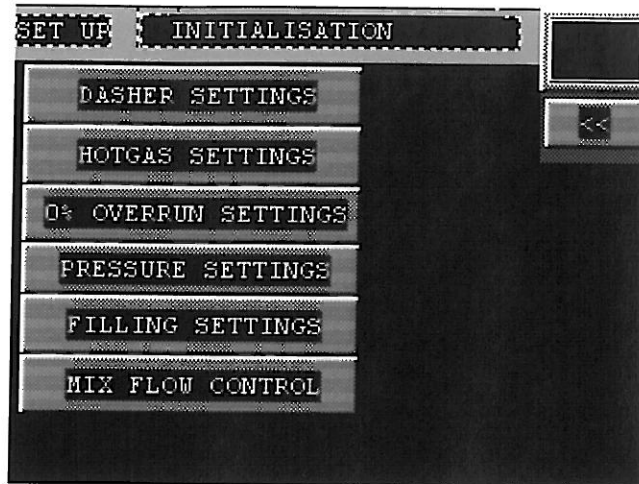 SET UP
INITIALISATION
<<
DASHER SETTINGS
HOTGAS SETTINGS
0% OVERRUN SETTINGS
PRESSURE SETTINGS
FILLING SETTINGS
MIX FLOW CONTROL